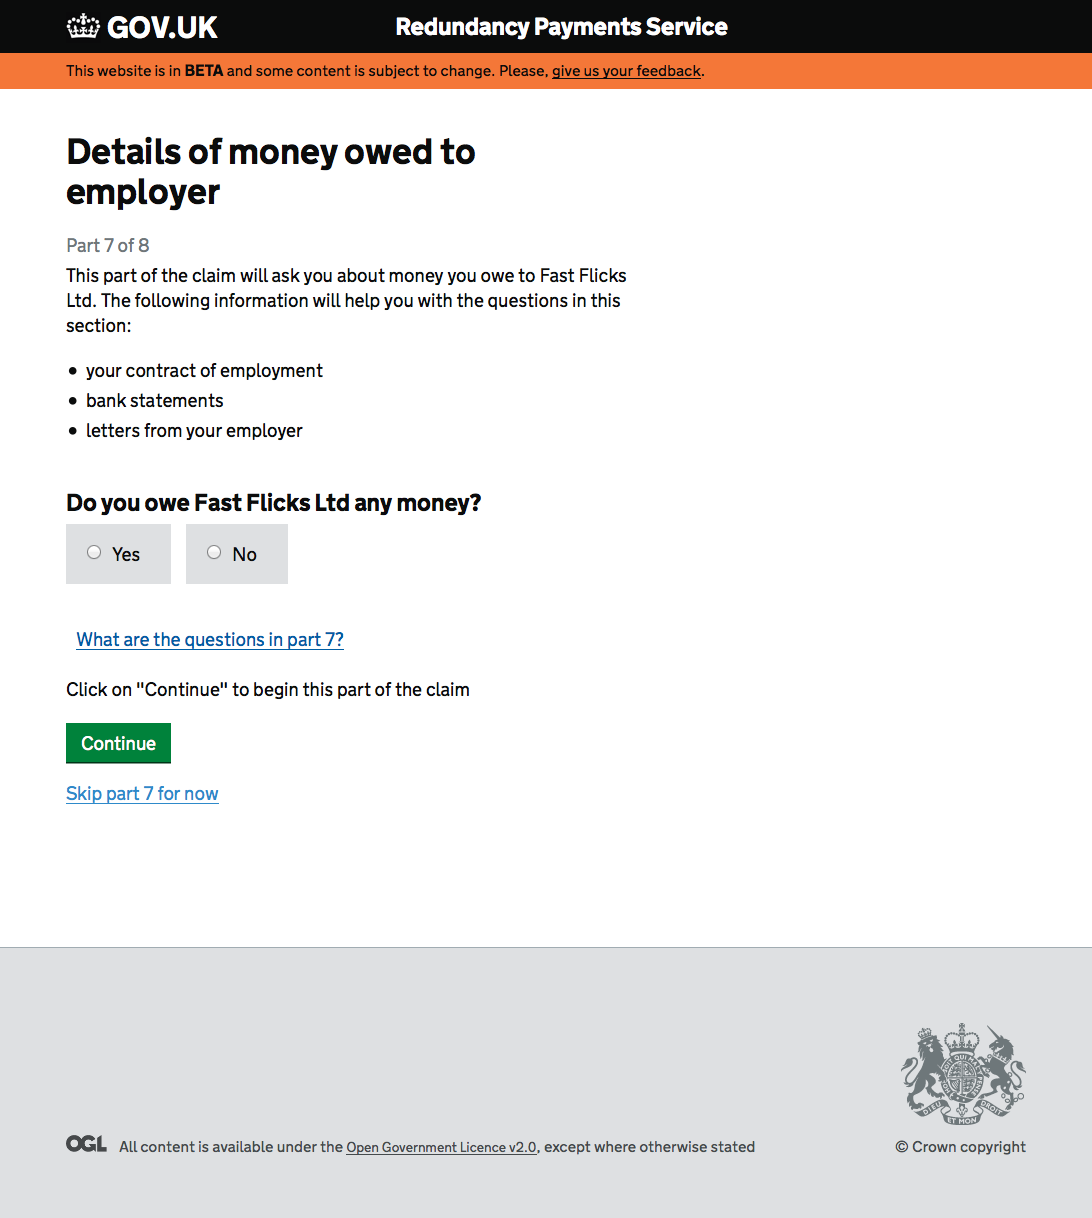 GOV.UK
Redundancy Payments Service
This website is in BETA and some content is subject to change. Please, give us your feedback.
Details of money owed to
employer
Part 7 of 8
This part of the claim will ask you about money you owe to Fast Flicks
Ltd. The following information will help you with the questions in this
section:
• your contract of employment
• bank statements
• letters from your employer
Do you owe Fast Flicks Ltd any money?
Yes
No
What are the questions in part 7?
Click on "Continue" to begin this part of the claim
Continue
Skip part 7 for now
DIEU ET MON DROIT
OGL All content is available under the Open Government Licence v2.0, except where otherwise stated
© Crown copyright